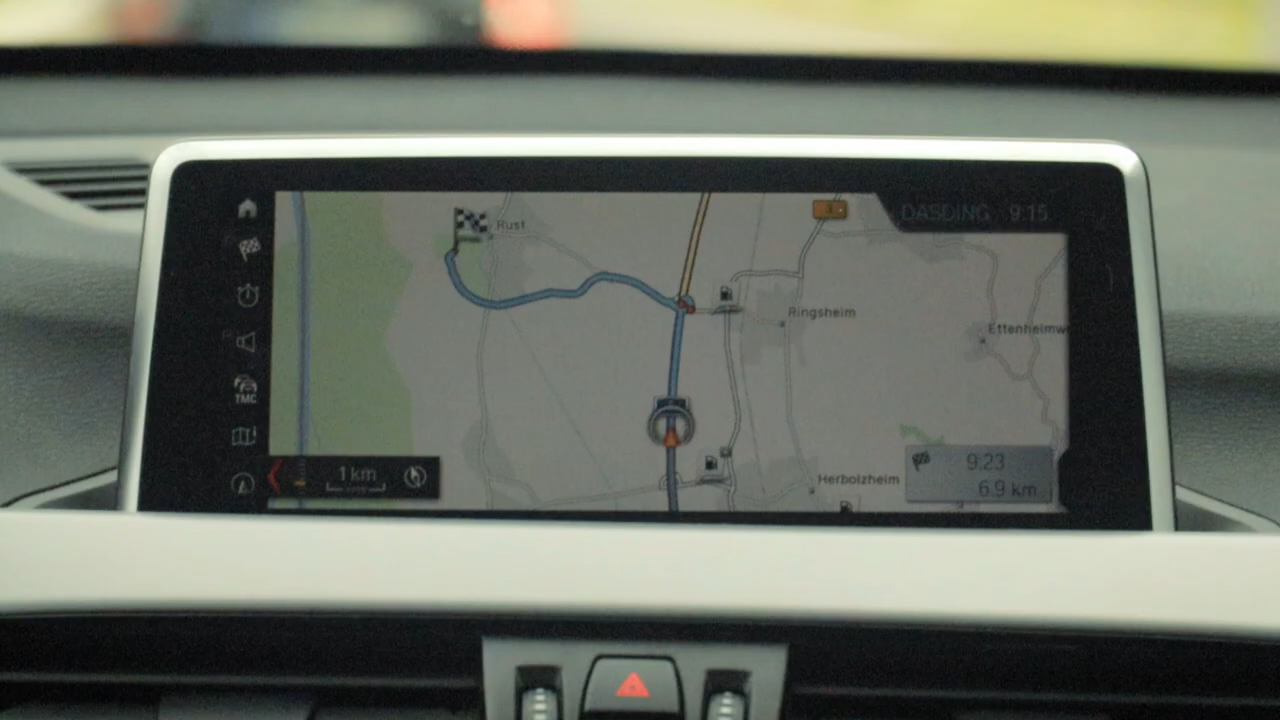 DASDING 9:15
Rust
Ringsheim
Ettenheimw
TMC
1 km
9:23
6.9 km
Herbolzheim